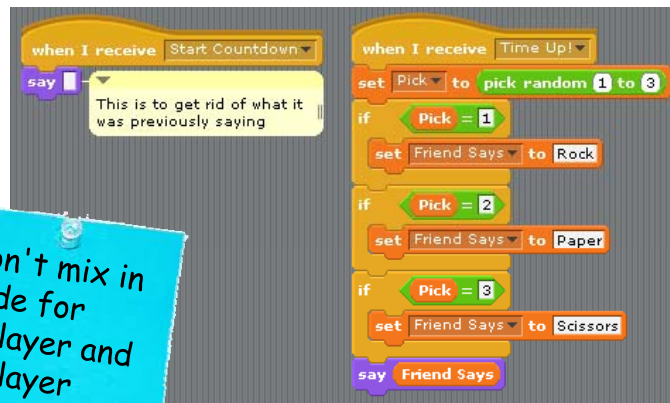 when I receive Start Countdown
say
This is to get rid of what it
was previously saying
when I receive Time Up!
set Pick to pick random 1 to 3
if Pick = 1
set Friend Says to Rock
if Pick = 2
set Friend Says to Paper
if Pick = 3
set Friend Says to Scissors
say Friend Says
mix in
for
and